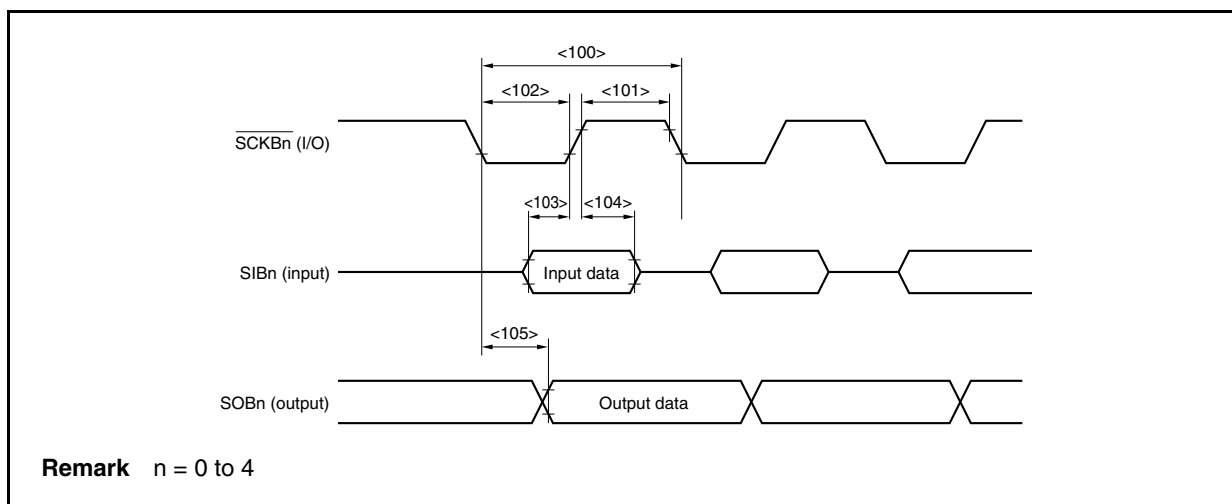 <100>
<102> <101>
SCKBn (I/O)
<103> <104>
SIBn (input) Input data
<105>
SOBn (output) Output data
Remark n = 0 to 4